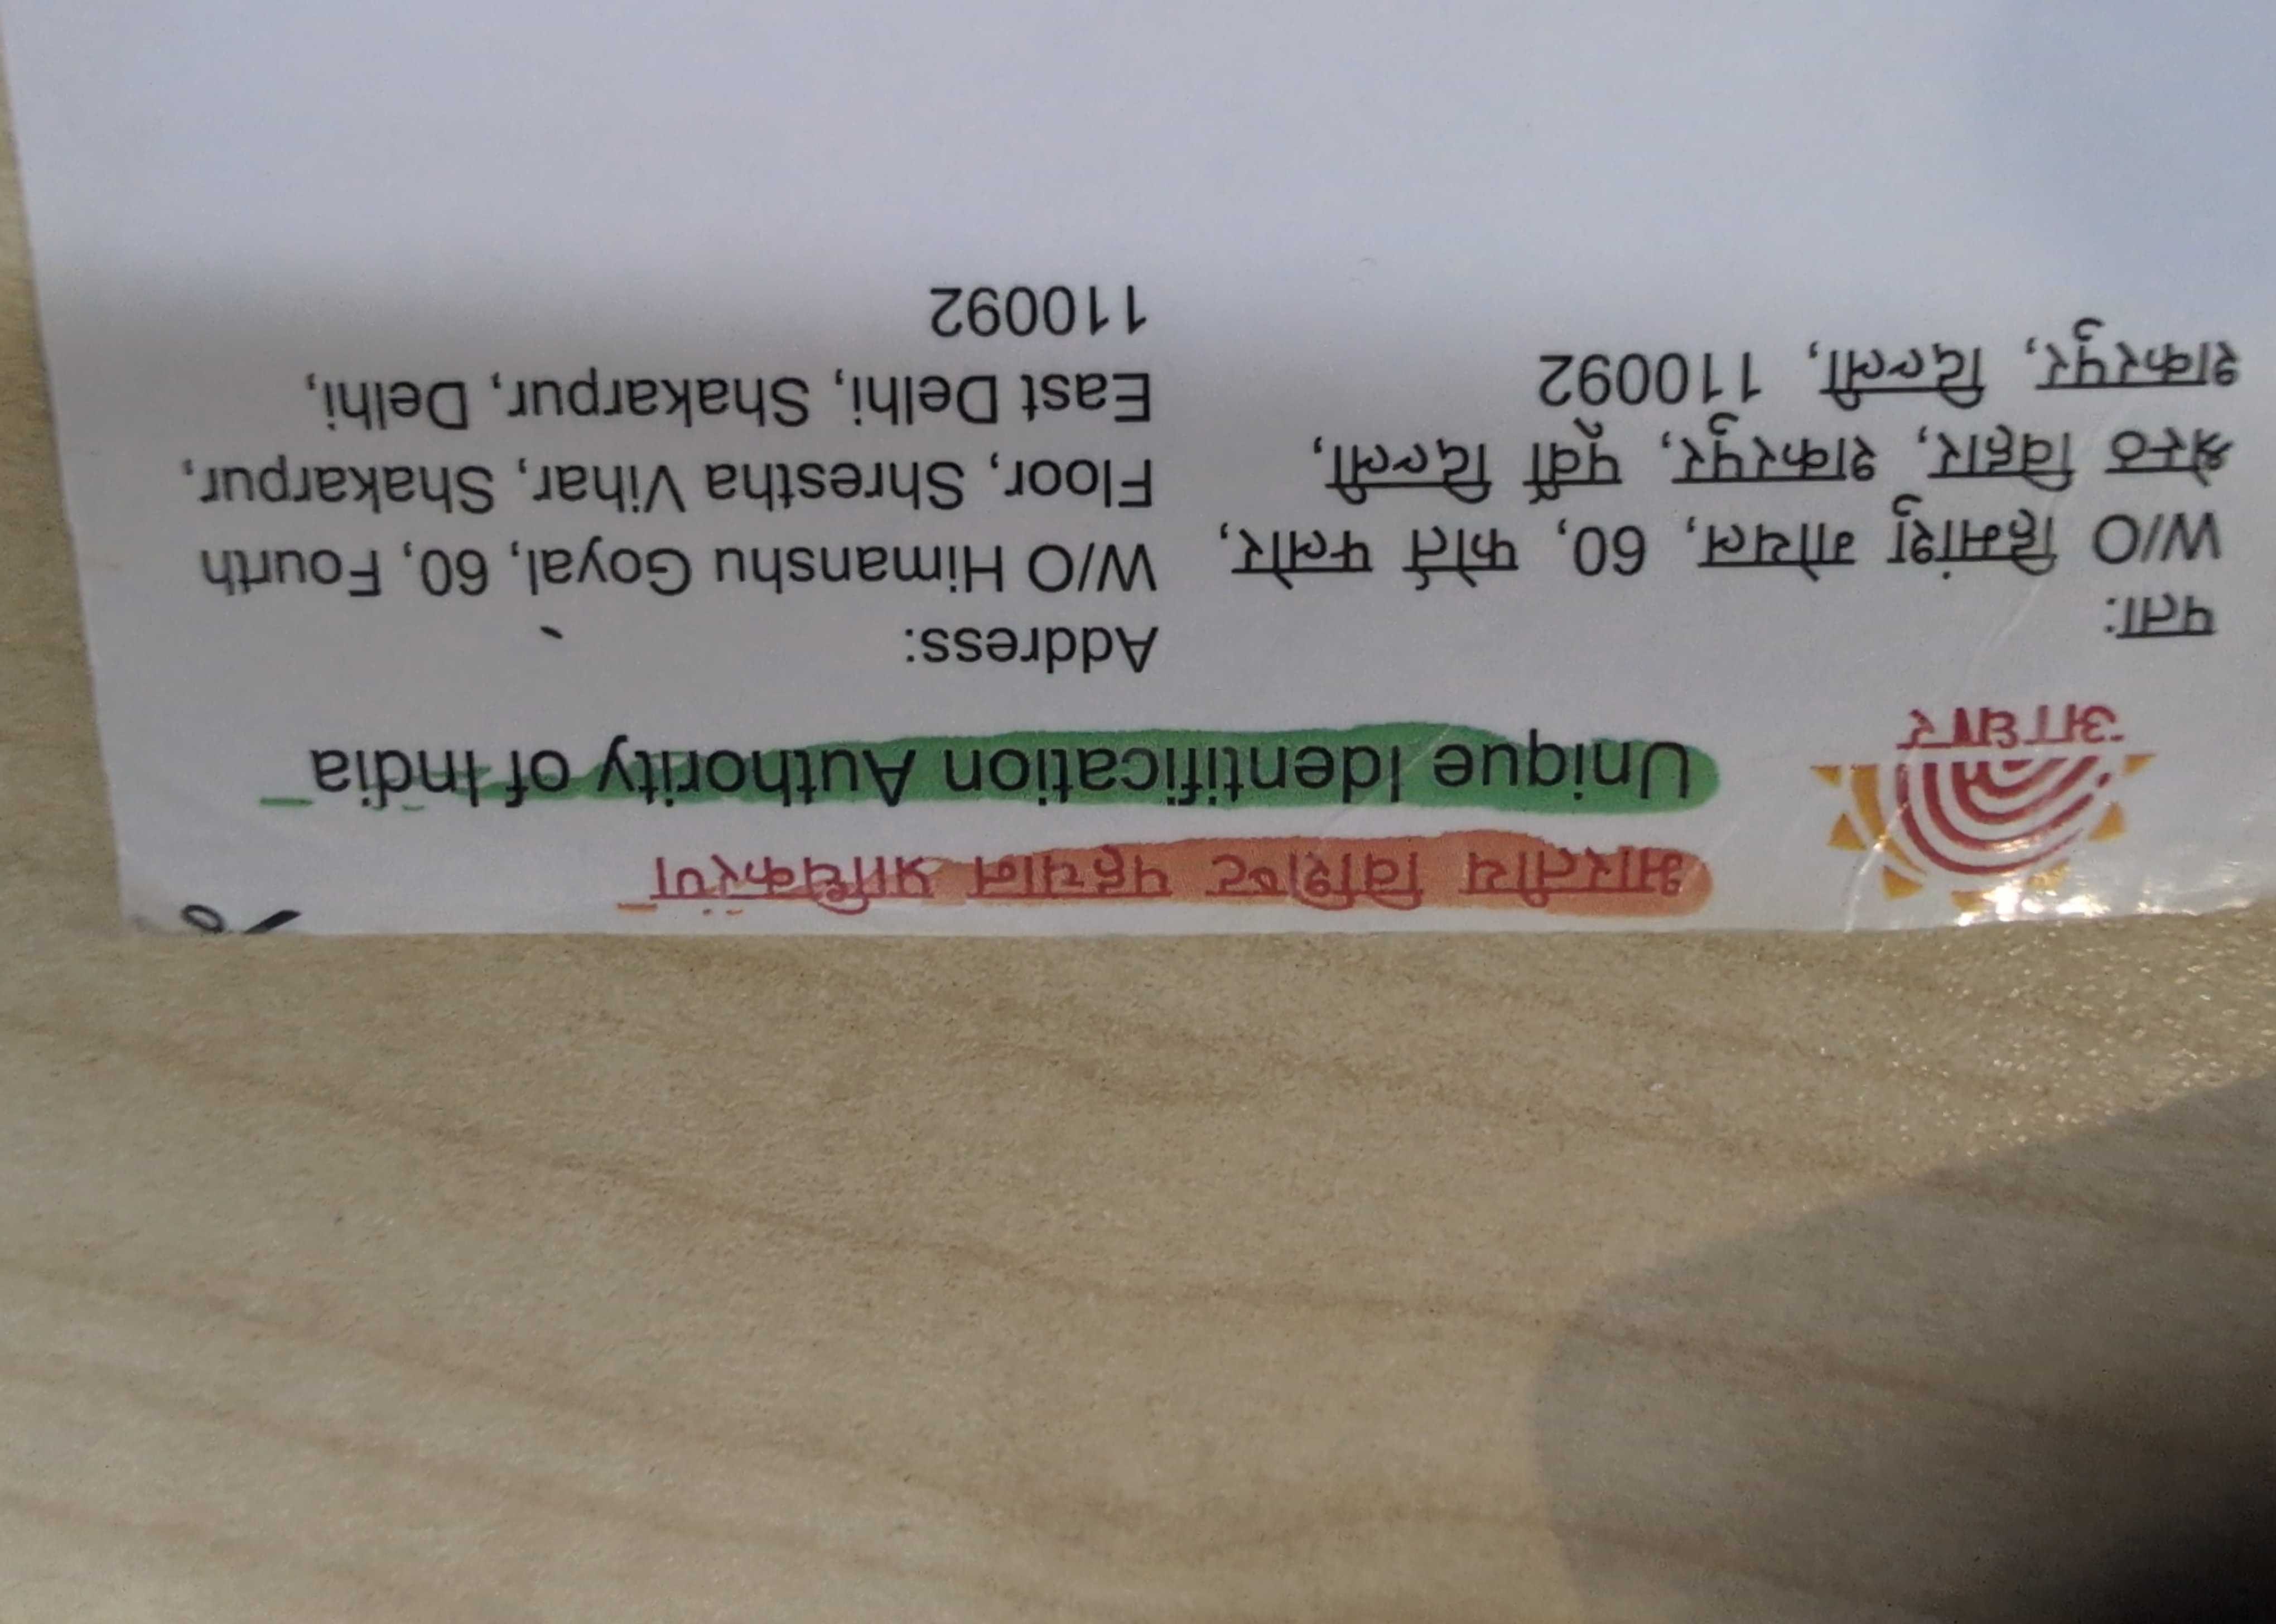 भारतीय विशिष्ट पहचान प्राधिकरण
Unique Identification Authority of India
आधार
पता:
W/O हिमांशु गोयल, 60, फोर्त फ्लोर,
श्रेस्ठ विहार, शकरपुर, पूर्वी दिल्ली,
शकरपुर, दिल्ली, 110092
Address:
W/O Himanshu Goyal, 60, Fourth
Floor, Shrestha Vihar, Shakarpur,
East Delhi, Shakarpur, Delhi,
110092